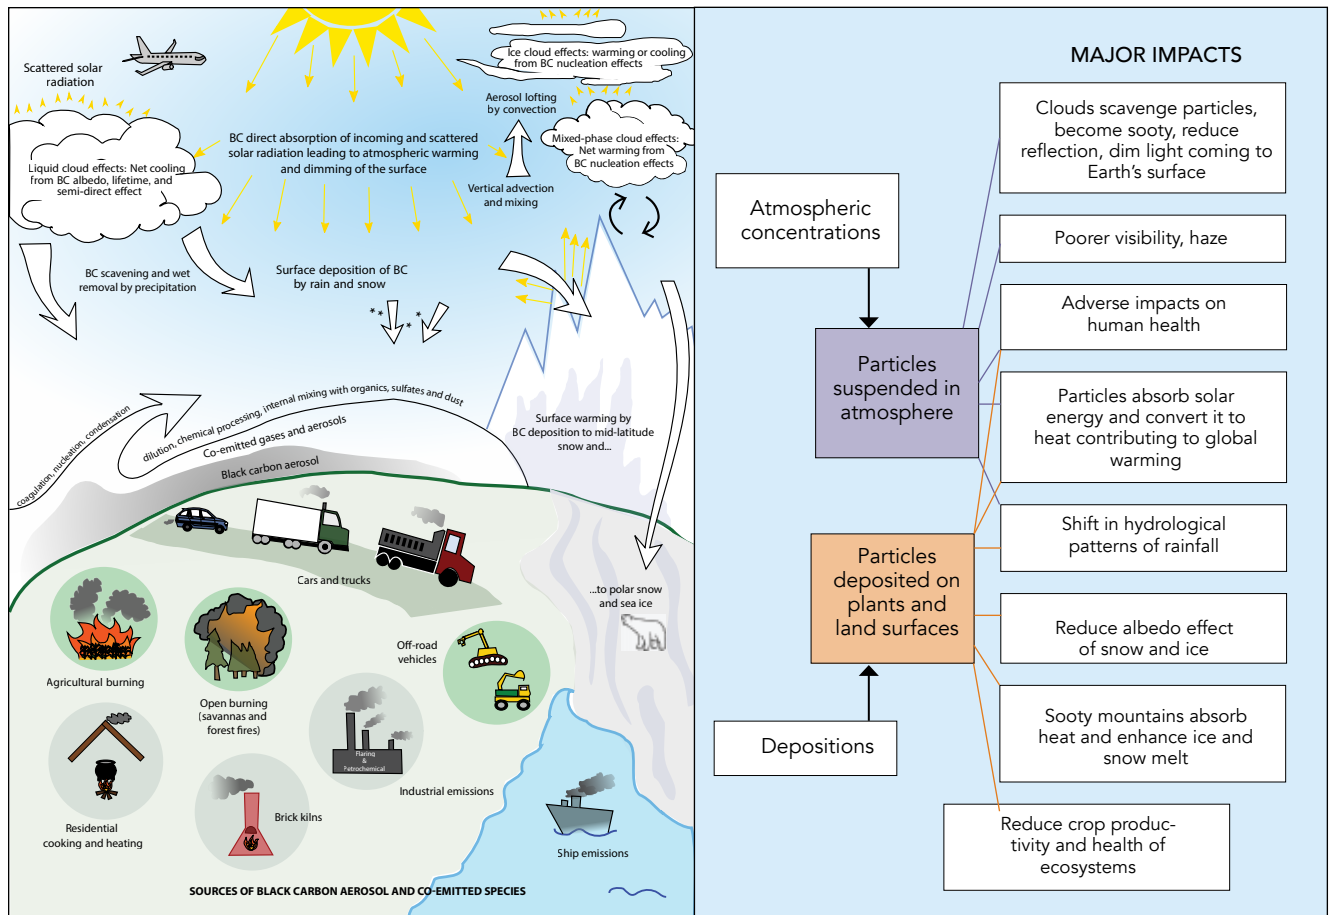 Scattered solar
radiation
Ice cloud effects: warming or cooling
from BC nucleation effects
Aerosol lofting
by convection
BC direct absorption of incoming and scattered
solar radiation leading to atmospheric warming
and dimming of the surface
Mixed-phase cloud effects:
Net warming from
BC nucleation effects
Liquid cloud effects: Net cooling
from BC albedo, lifetime, and
semi-direct effect
Vertical advection
and mixing
BC scavening and wet
removal by precipitation
Surface deposition of BC
by rain and snow
coagulation, nucleation, condensation
dilution, chemical processing, internal mixing with organics, sulfates and dust
Co-emitted gases and aerosols
Black carbon aerosol
Surface warming by
BC deposition to mid-latitude
snow and...
...to polar snow
and sea ice
Cars and trucks
Off-road
vehicles
Agricultural burning
Open burning
(savannas and
forest fires)
Flaring
&
Petrochemical
Industrial emissions
Residential
cooking and heating
Brick kilns
Ship emissions
SOURCES OF BLACK CARBON AEROSOL AND CO-EMITTED SPECIES
MAJOR IMPACTS
Atmospheric
concentrations
Particles
suspended in
atmosphere
Particles
deposited on
plants and
land surfaces
Depositions
Clouds scavenge particles,
become sooty, reduce
reflection, dim light coming to
Earth's surface
Poorer visibility, haze
Adverse impacts on
human health
Particles absorb solar
energy and convert it to
heat contributing to global
warming
Shift in hydrological
patterns of rainfall
Reduce albedo effect
of snow and ice
Sooty mountains absorb
heat and enhance ice and
snow melt
Reduce crop produc-
tivity and health of
ecosystems